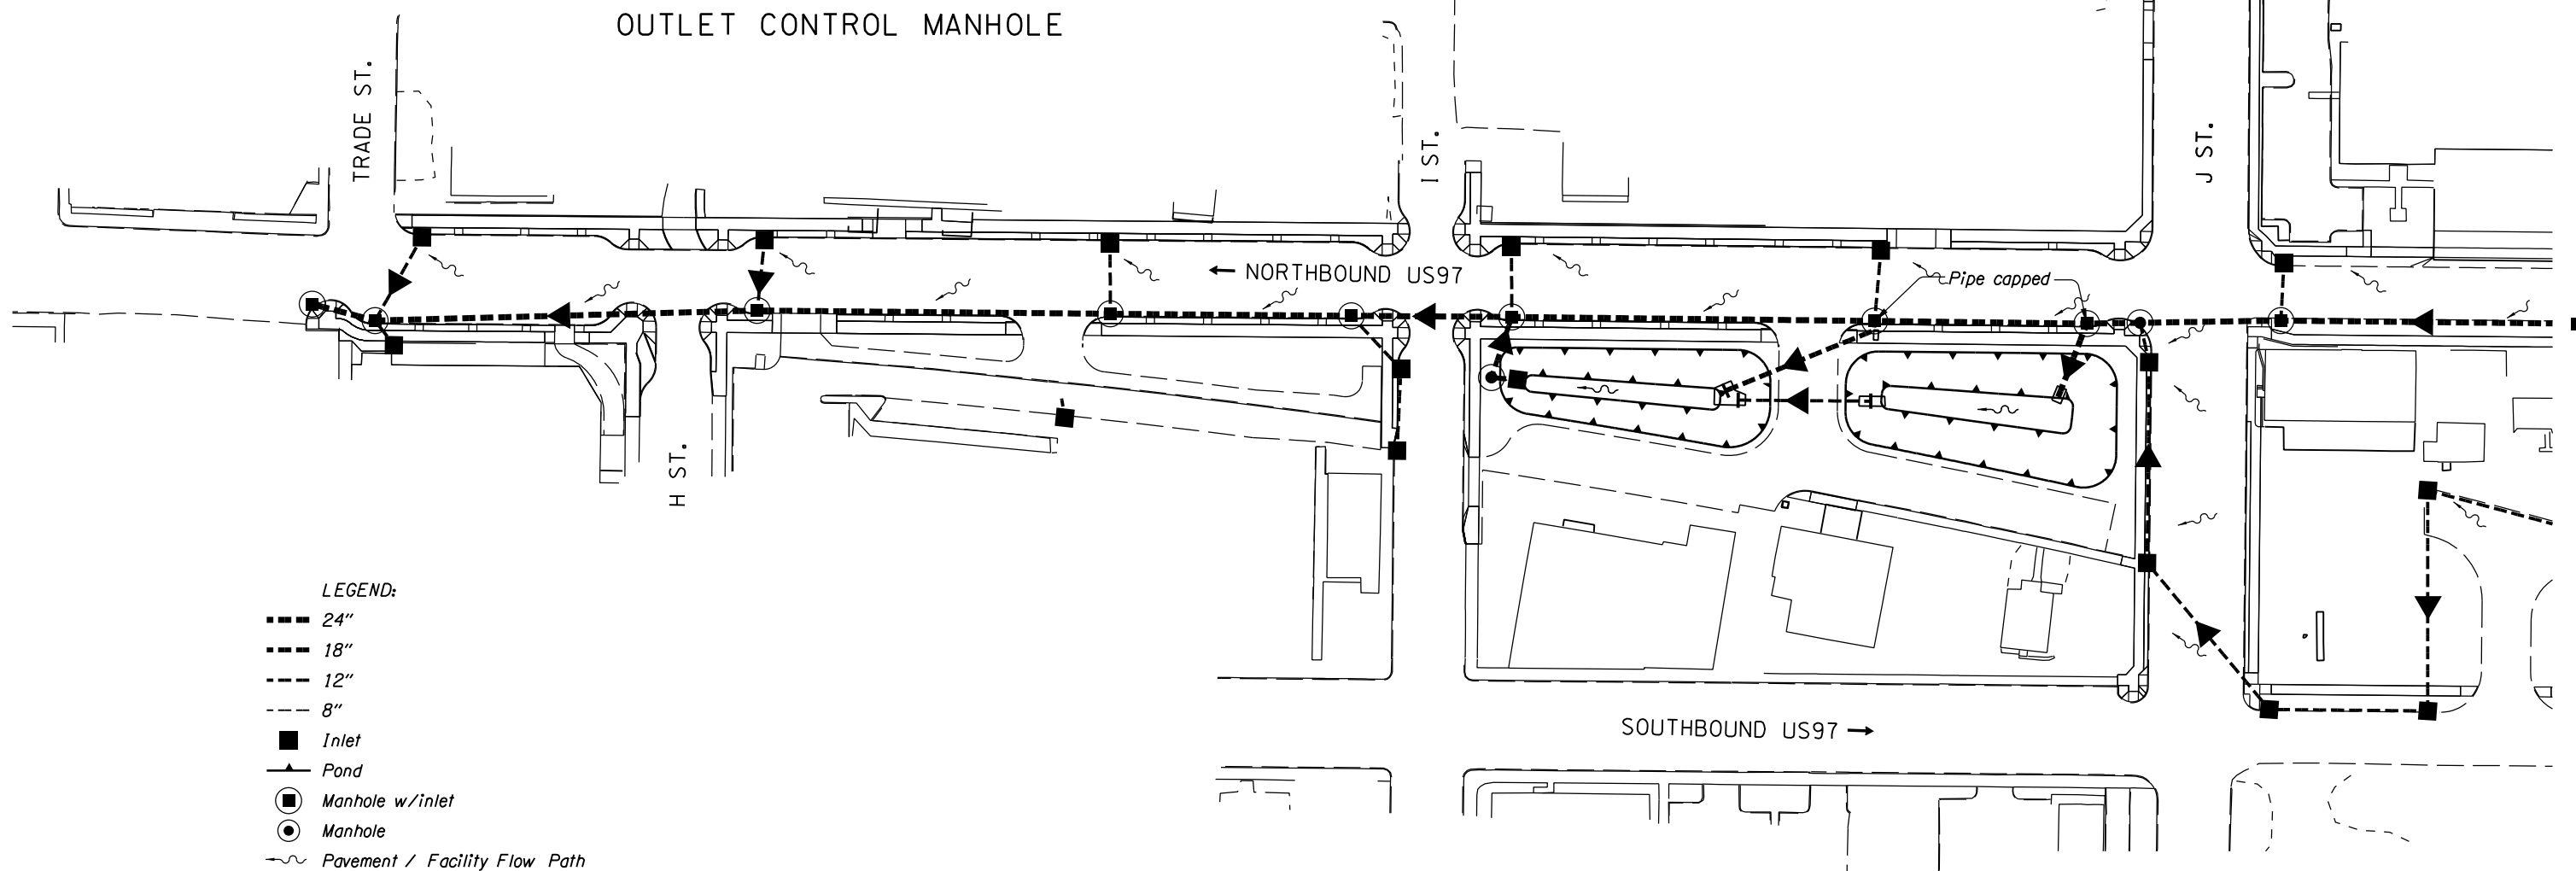 OUTLET CONTROL MANHOLE
TRADE ST.
I ST.
J ST.
← NORTHBOUND US97
Pipe capped
H ST.
LEGEND:
24"
18"
12"
8"
Inlet
Pond
Manhole w/inlet
Manhole
Pavement / Facility Flow Path
SOUTHBOUND US97 →